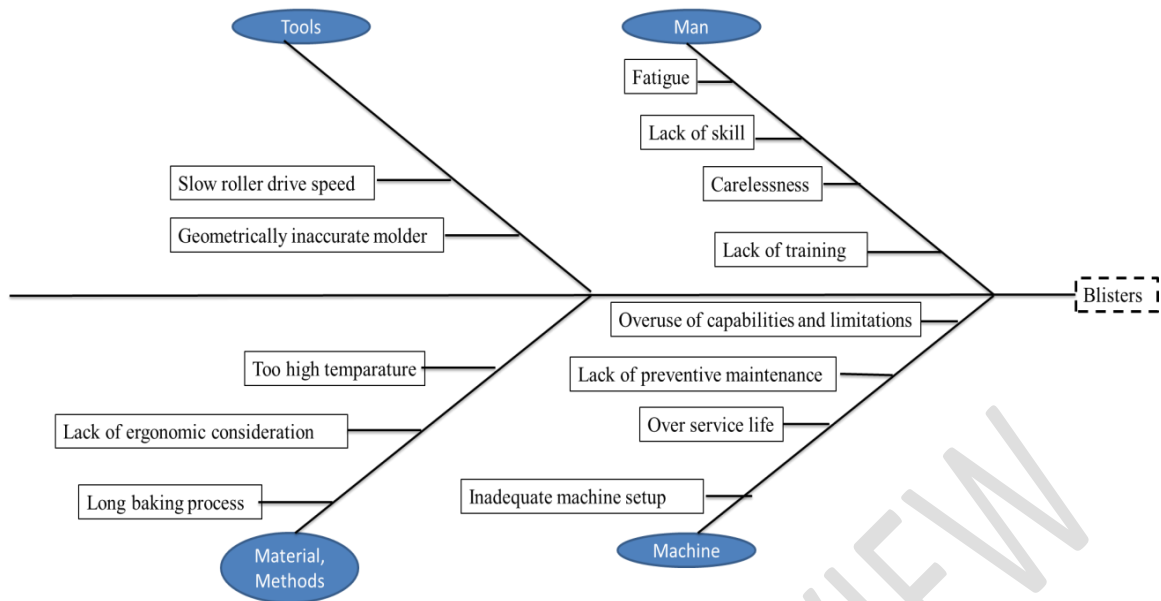 Tools
Man
Fatigue
Lack of skill
Slow roller drive speed
Carelessness
Geometrically inaccurate molder
Lack of training
Blisters
Overuse of capabilities and limitations
Too high temparature
Lack of preventive maintenance
Lack of ergonomic consideration
Over service life
Long baking process
Inadequate machine setup
Material,
Methods
Machine
VIEW